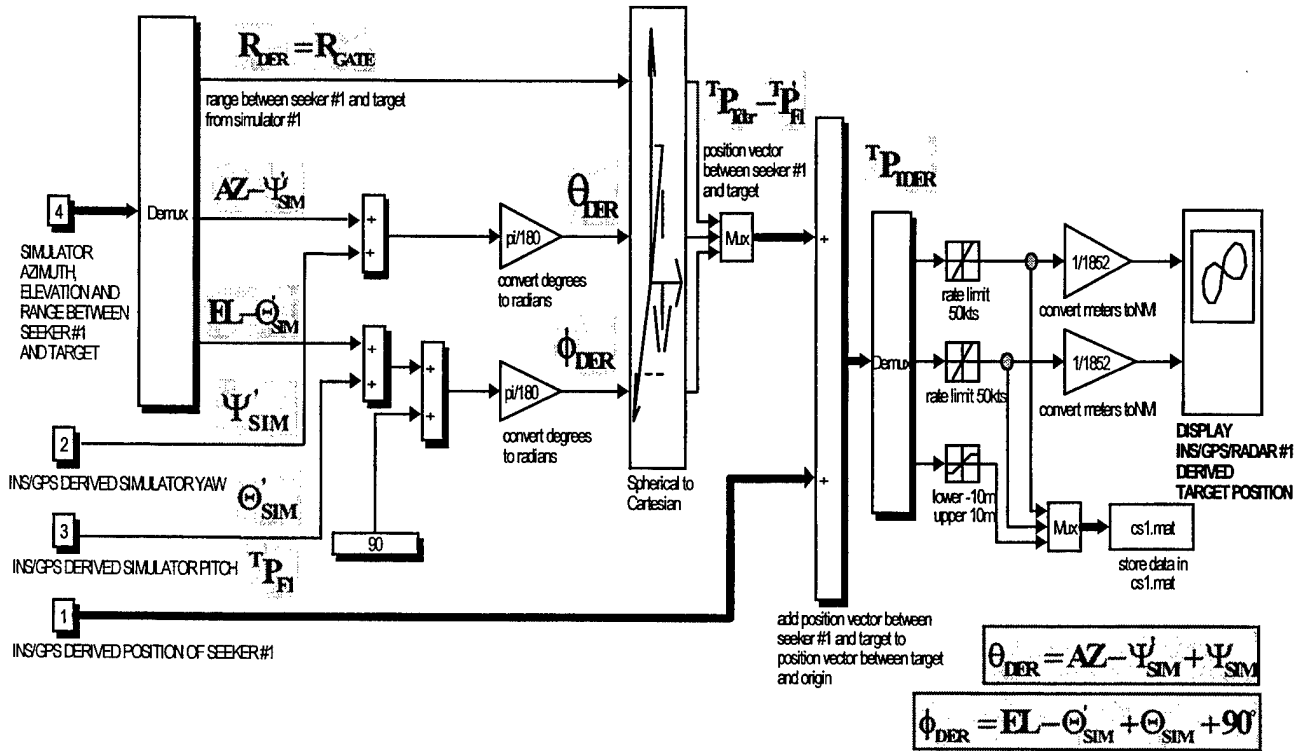 R_DER = R_GATE
range between seeker #1 and target
from simulator #1
4
SIMULATOR
AZIMUTH,
ELEVATION AND
RANGE BETWEEN
SEEKER #1
AND TARGET
Demux
AZ-Ψ'_SIM
EL-Θ'_SIM
Ψ'_SIM
2
INS/GPS DERIVED SIMULATOR YAW
Θ'_SIM
3
INS/GPS DERIVED SIMULATOR PITCH
^TP_F1
1
INS/GPS DERIVED POSITION OF SEEKER #1
+
+
+
+
+
+
90
pi/180
convert degrees
to radians
pi/180
convert degrees
to radians
θ_DER
ϕ_DER
Spherical to
Cartesian
^TP_Tder - ^TP'_F1
position vector
between seeker #1
and target
Mux
+
+
add position vector between
seeker #1 and target to
position vector between target
and origin
^TP_TDER
Demux
rate limit
50kts
rate limit 50kts
lower -10m
upper 10m
1/1852
convert meters toNM
1/1852
convert meters toNM
DISPLAY
INS/GPS/RADAR #1
DERIVED
TARGET POSITION
Mux
cs1.mat
store data in
cs1.mat
θ_DER = AZ-Ψ'_SIM+Ψ_SIM
ϕ_DER = EL-Θ'_SIM+Θ_SIM+90°